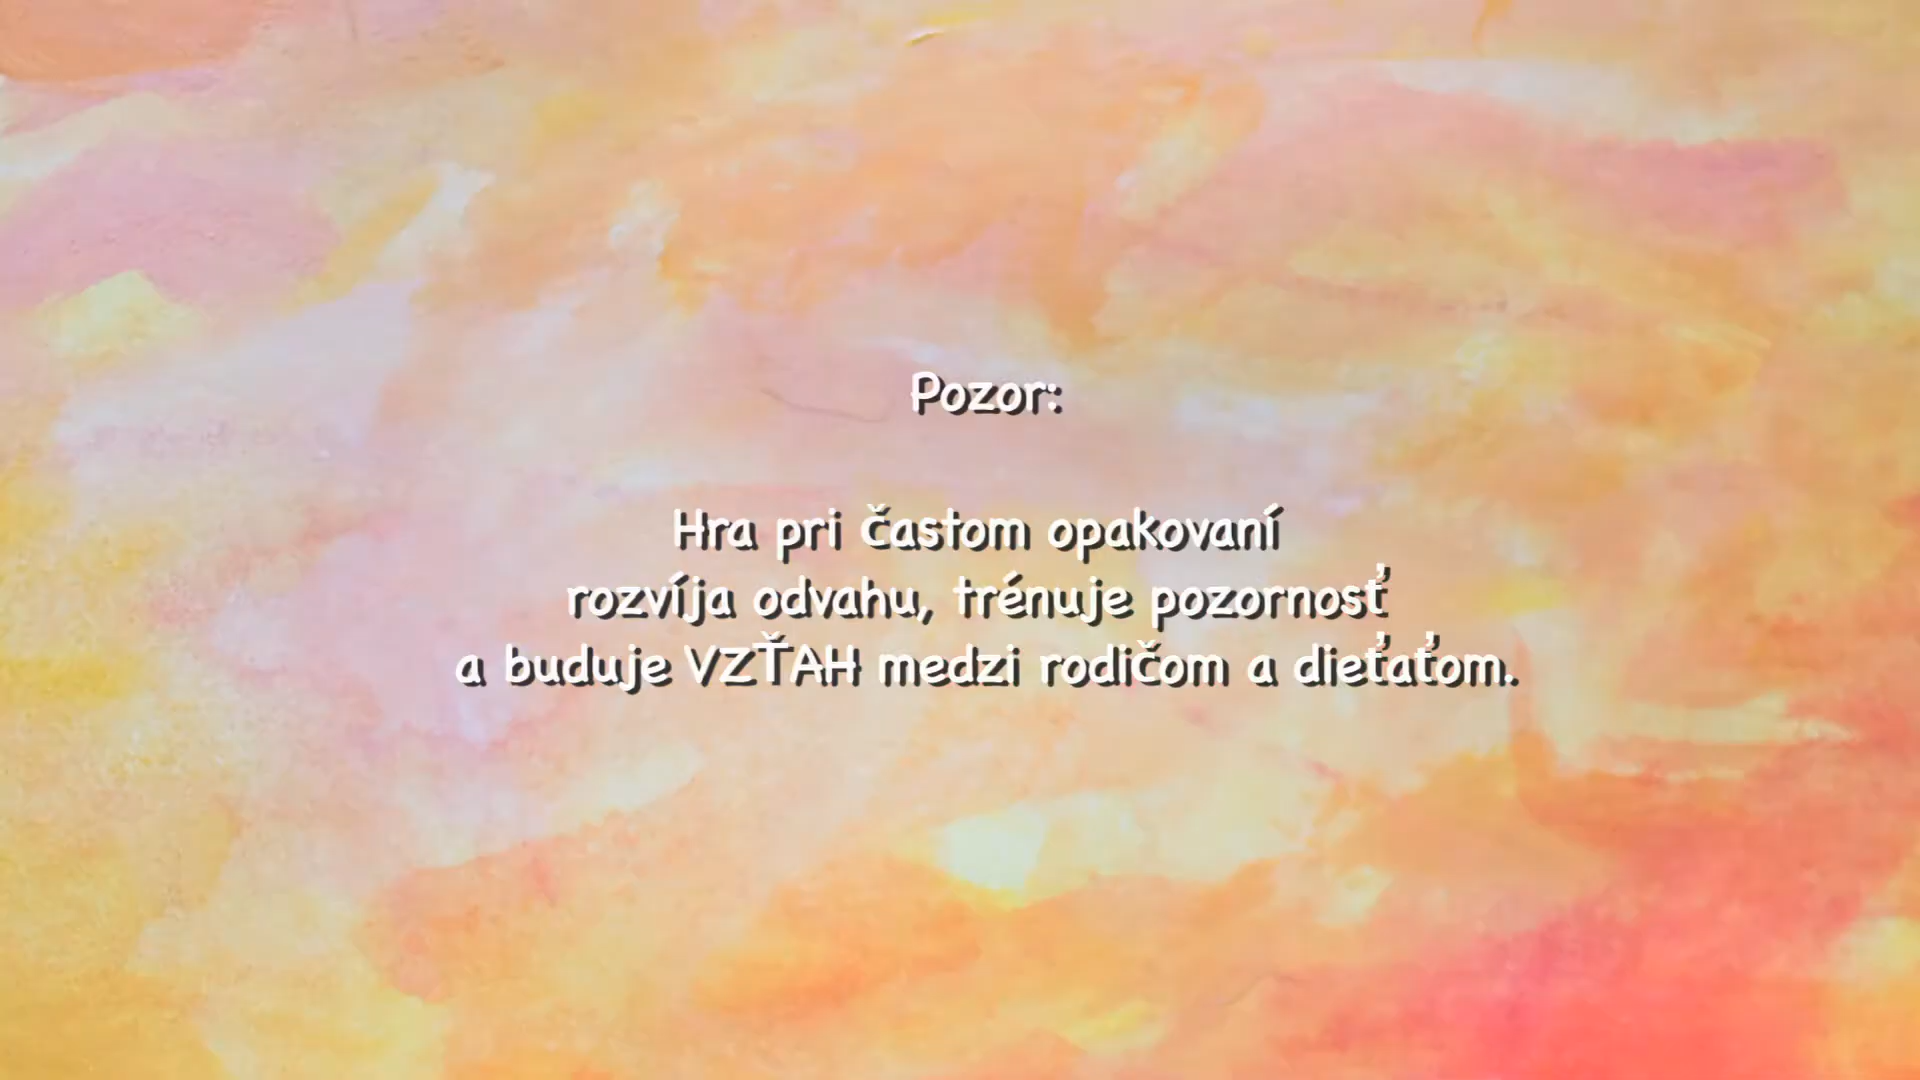 Pozor:
Hra pri častom opakovaní
rozvíja odvahu, trénuje pozornosť
a buduje VZŤAH medzi rodičom a dieťaťom.